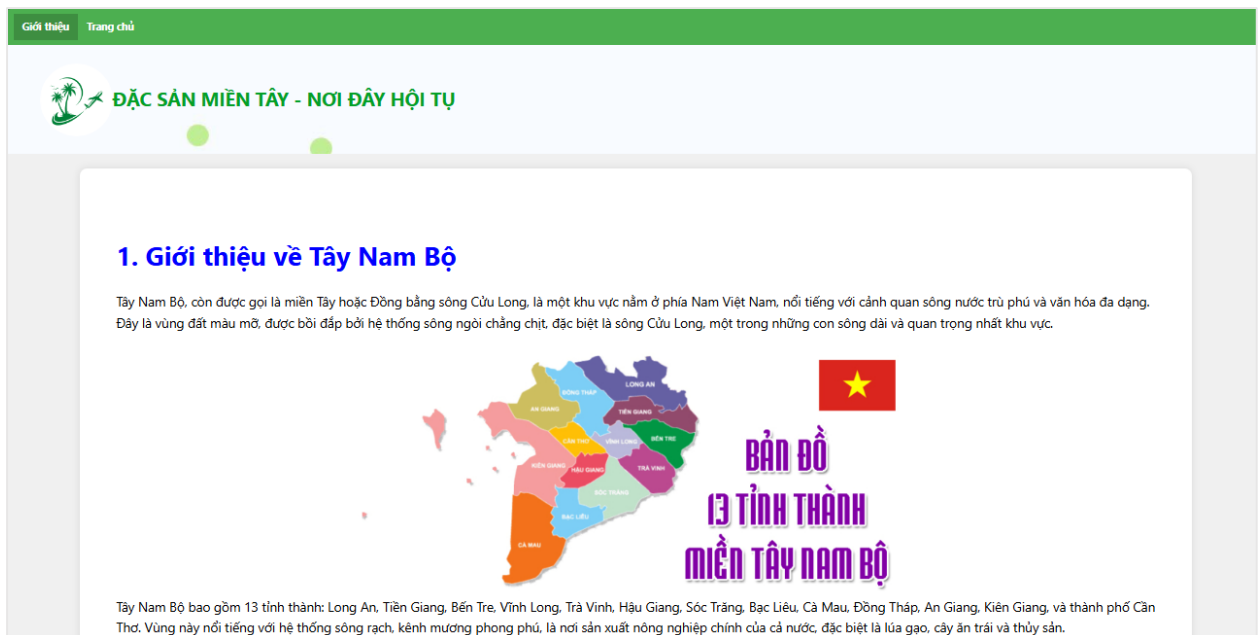 Giới thiệu Trang chủ
ĐẶC SẢN MIỀN TÂY - NƠI ĐÂY HỘI TỤ
1. Giới thiệu về Tây Nam Bộ
Tây Nam Bộ, còn được gọi là miền Tây hoặc Đồng bằng sông Cửu Long, là một khu vực nằm ở phía Nam Việt Nam, nổi tiếng với cảnh quan sông nước trù phú và văn hóa đa dạng.
Đây là vùng đất màu mỡ, được bồi đắp bởi hệ thống sông ngòi chằng chịt, đặc biệt là sông Cửu Long, một trong những con sông dài và quan trọng nhất khu vực.
LONG AN
ĐỒNG THÁP
AN GIANG
TIỀN GIANG
CẦN THƠ
VĨNH LONG
BẾN TRE
KIÊN GIANG
HẬU GIANG
TRÀ VINH
SÓC TRĂNG
BẠC LIÊU
CÀ MAU
BẢN ĐỒ
13 TỈNH THÀNH
MIỀN TÂY NAM BỘ
Tây Nam Bộ bao gồm 13 tỉnh thành: Long An, Tiền Giang, Bến Tre, Vĩnh Long, Trà Vinh, Hậu Giang, Sóc Trăng, Bạc Liêu, Cà Mau, Đồng Tháp, An Giang, Kiên Giang, và thành phố Cần
Thơ. Vùng này nổi tiếng với hệ thống sông rạch, kênh mương phong phú, là nơi sản xuất nông nghiệp chính của cả nước, đặc biệt là lúa gạo, cây ăn trái và thủy sản.